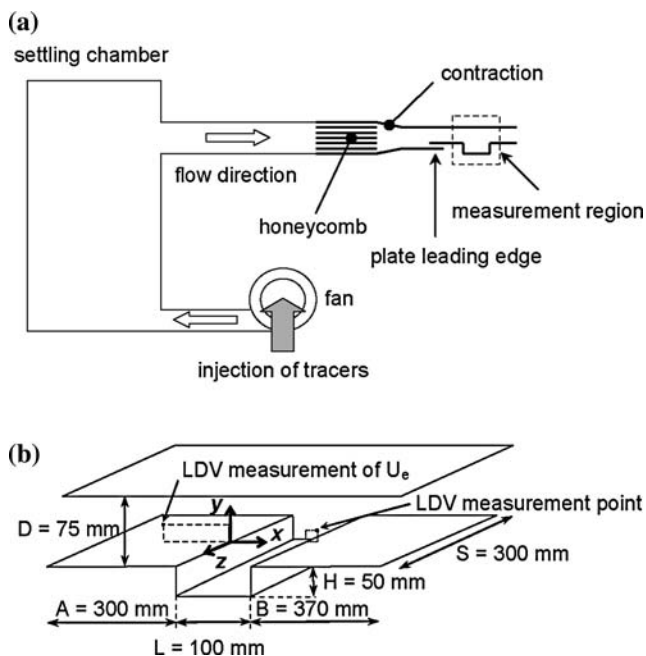 (a)
settling chamber
contraction
flow direction
honeycomb
measurement region
plate leading edge
fan
injection of tracers
(b)
LDV measurement of Uₑ
LDV measurement point
y
x
z
D = 75 mm
S = 300 mm
H = 50 mm
A = 300 mm
B = 370 mm
L = 100 mm